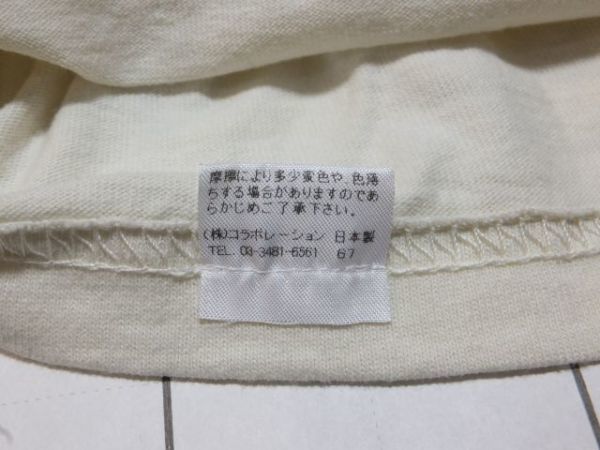 摩擦により多少変色や、色落
ちする場合がありますのであ
らかじめご了承下さい。
(株)コラボレーション 日本製
TEL. 03-3481-6561 67